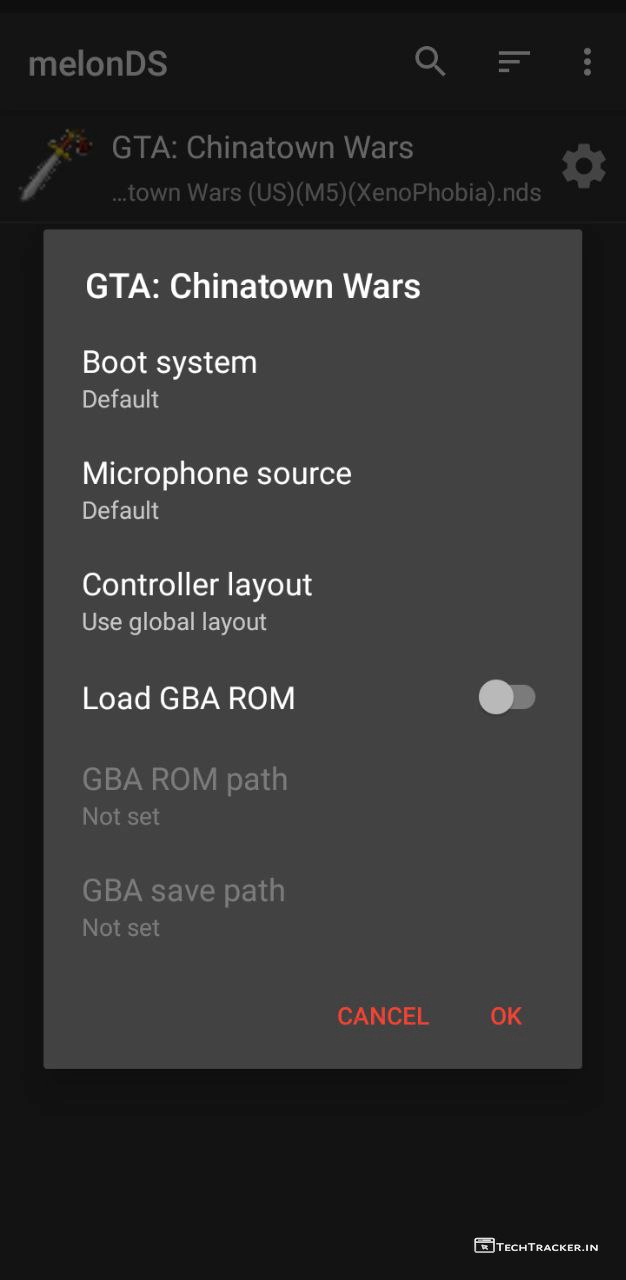 melonDS
GTA: Chinatown Wars
...town Wars (US)(M5)(XenoPhobia).nds
GTA: Chinatown Wars
Boot system
Default
Microphone source
Default
Controller layout
Use global layout
Load GBA ROM
GBA ROM path
Not set
GBA save path
Not set
CANCEL
OK
TECHTRACKER.IN